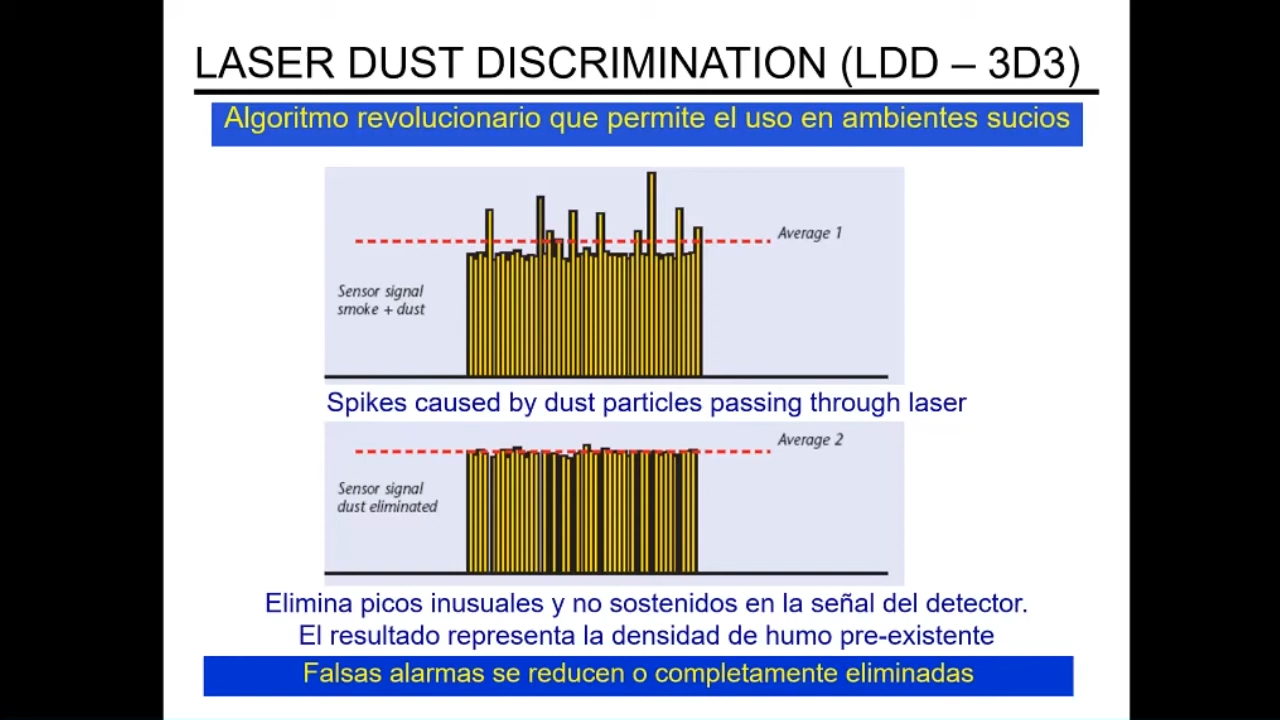 LASER DUST DISCRIMINATION (LDD – 3D3)
Algoritmo revolucionario que permite el uso en ambientes sucios
Average 1
Sensor signal
smoke + dust
Spikes caused by dust particles passing through laser
Average 2
Sensor signal
dust eliminated
Elimina picos inusuales y no sostenidos en la señal del detector.
El resultado representa la densidad de humo pre-existente
Falsas alarmas se reducen o completamente eliminadas